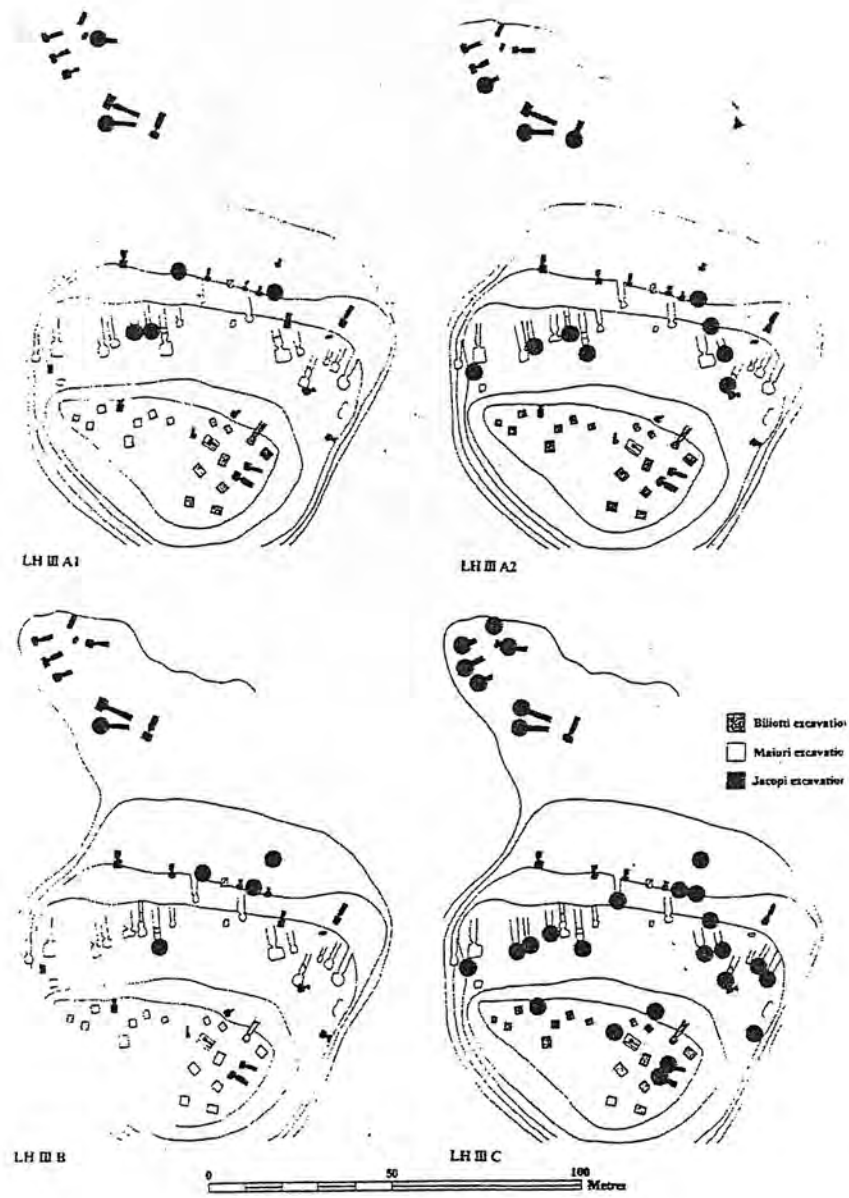 LH III A1
LH III A2
Biliotti excavatio
Maiuri excavatio
Jacopi excavation
LH III B
LH III C
0 50 100
Metres